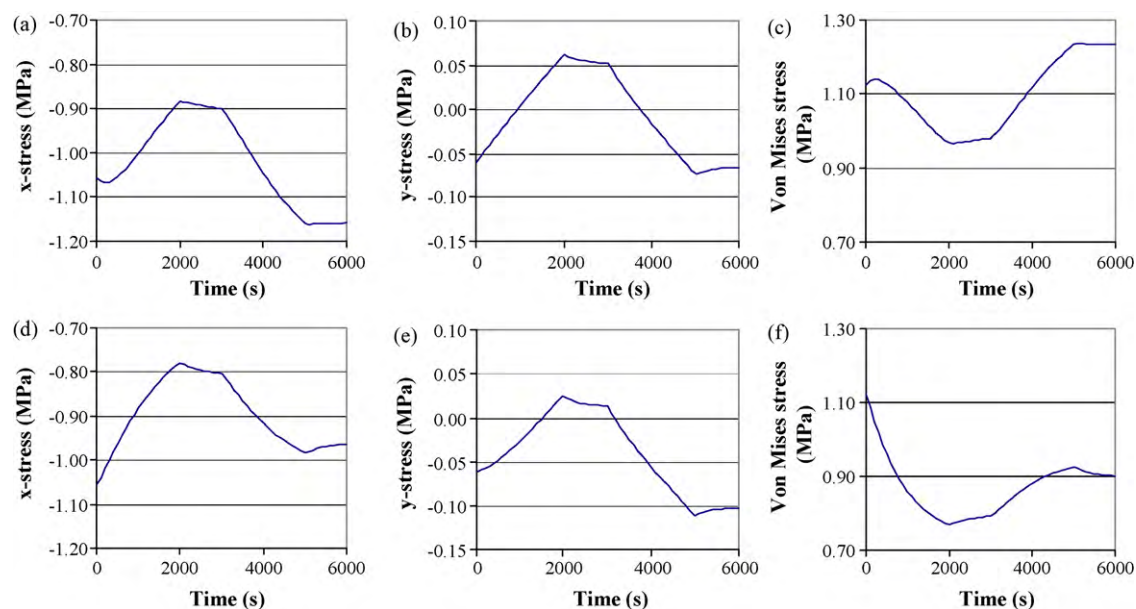 (a)
x-stress (MPa)
-0.70
-0.80
-0.90
-1.00
-1.10
-1.20
0 2000 4000 6000
Time (s)
(b)
y-stress (MPa)
0.10
0.05
0.00
-0.05
-0.10
-0.15
0 2000 4000 6000
Time (s)
(c)
Von Mises stress
(MPa)
1.30
1.10
0.90
0.70
0 2000 4000 6000
Time (s)
(d)
x-stress (MPa)
-0.70
-0.80
-0.90
-1.00
-1.10
-1.20
0 2000 4000 6000
Time (s)
(e)
y-stress (MPa)
0.10
0.05
0.00
-0.05
-0.10
-0.15
0 2000 4000 6000
Time (s)
(f)
Von Mises stress
(MPa)
1.30
1.10
0.90
0.70
0 2000 4000 6000
Time (s)